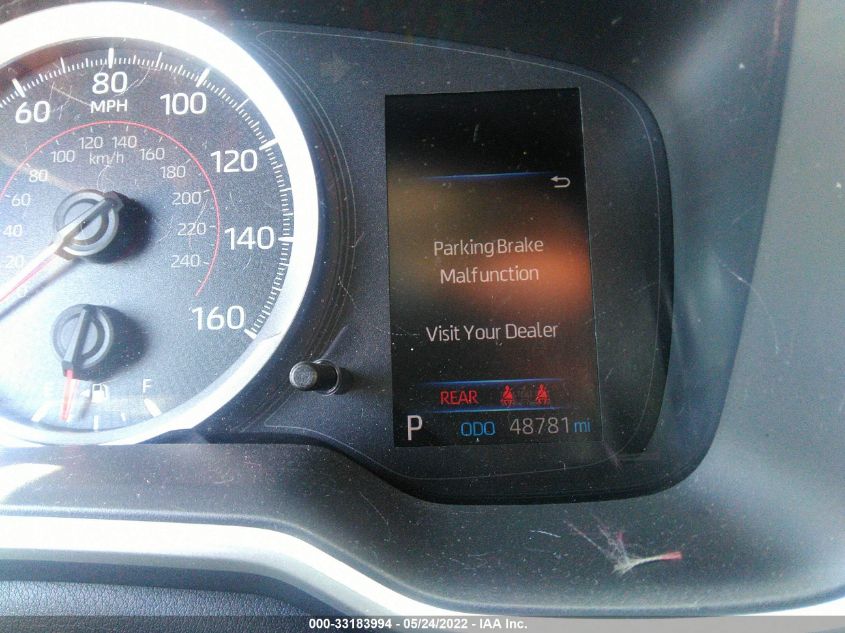 60
80
100
MPH
120
140
160
20
40
60
80
100
120
140
160
180
200
220
240
km/h
E
F
Parking Brake
Malfunction
Visit Your Dealer
REAR
P ODO 48781 mi
000-33183994 - 05/24/2022 - IAA Inc.